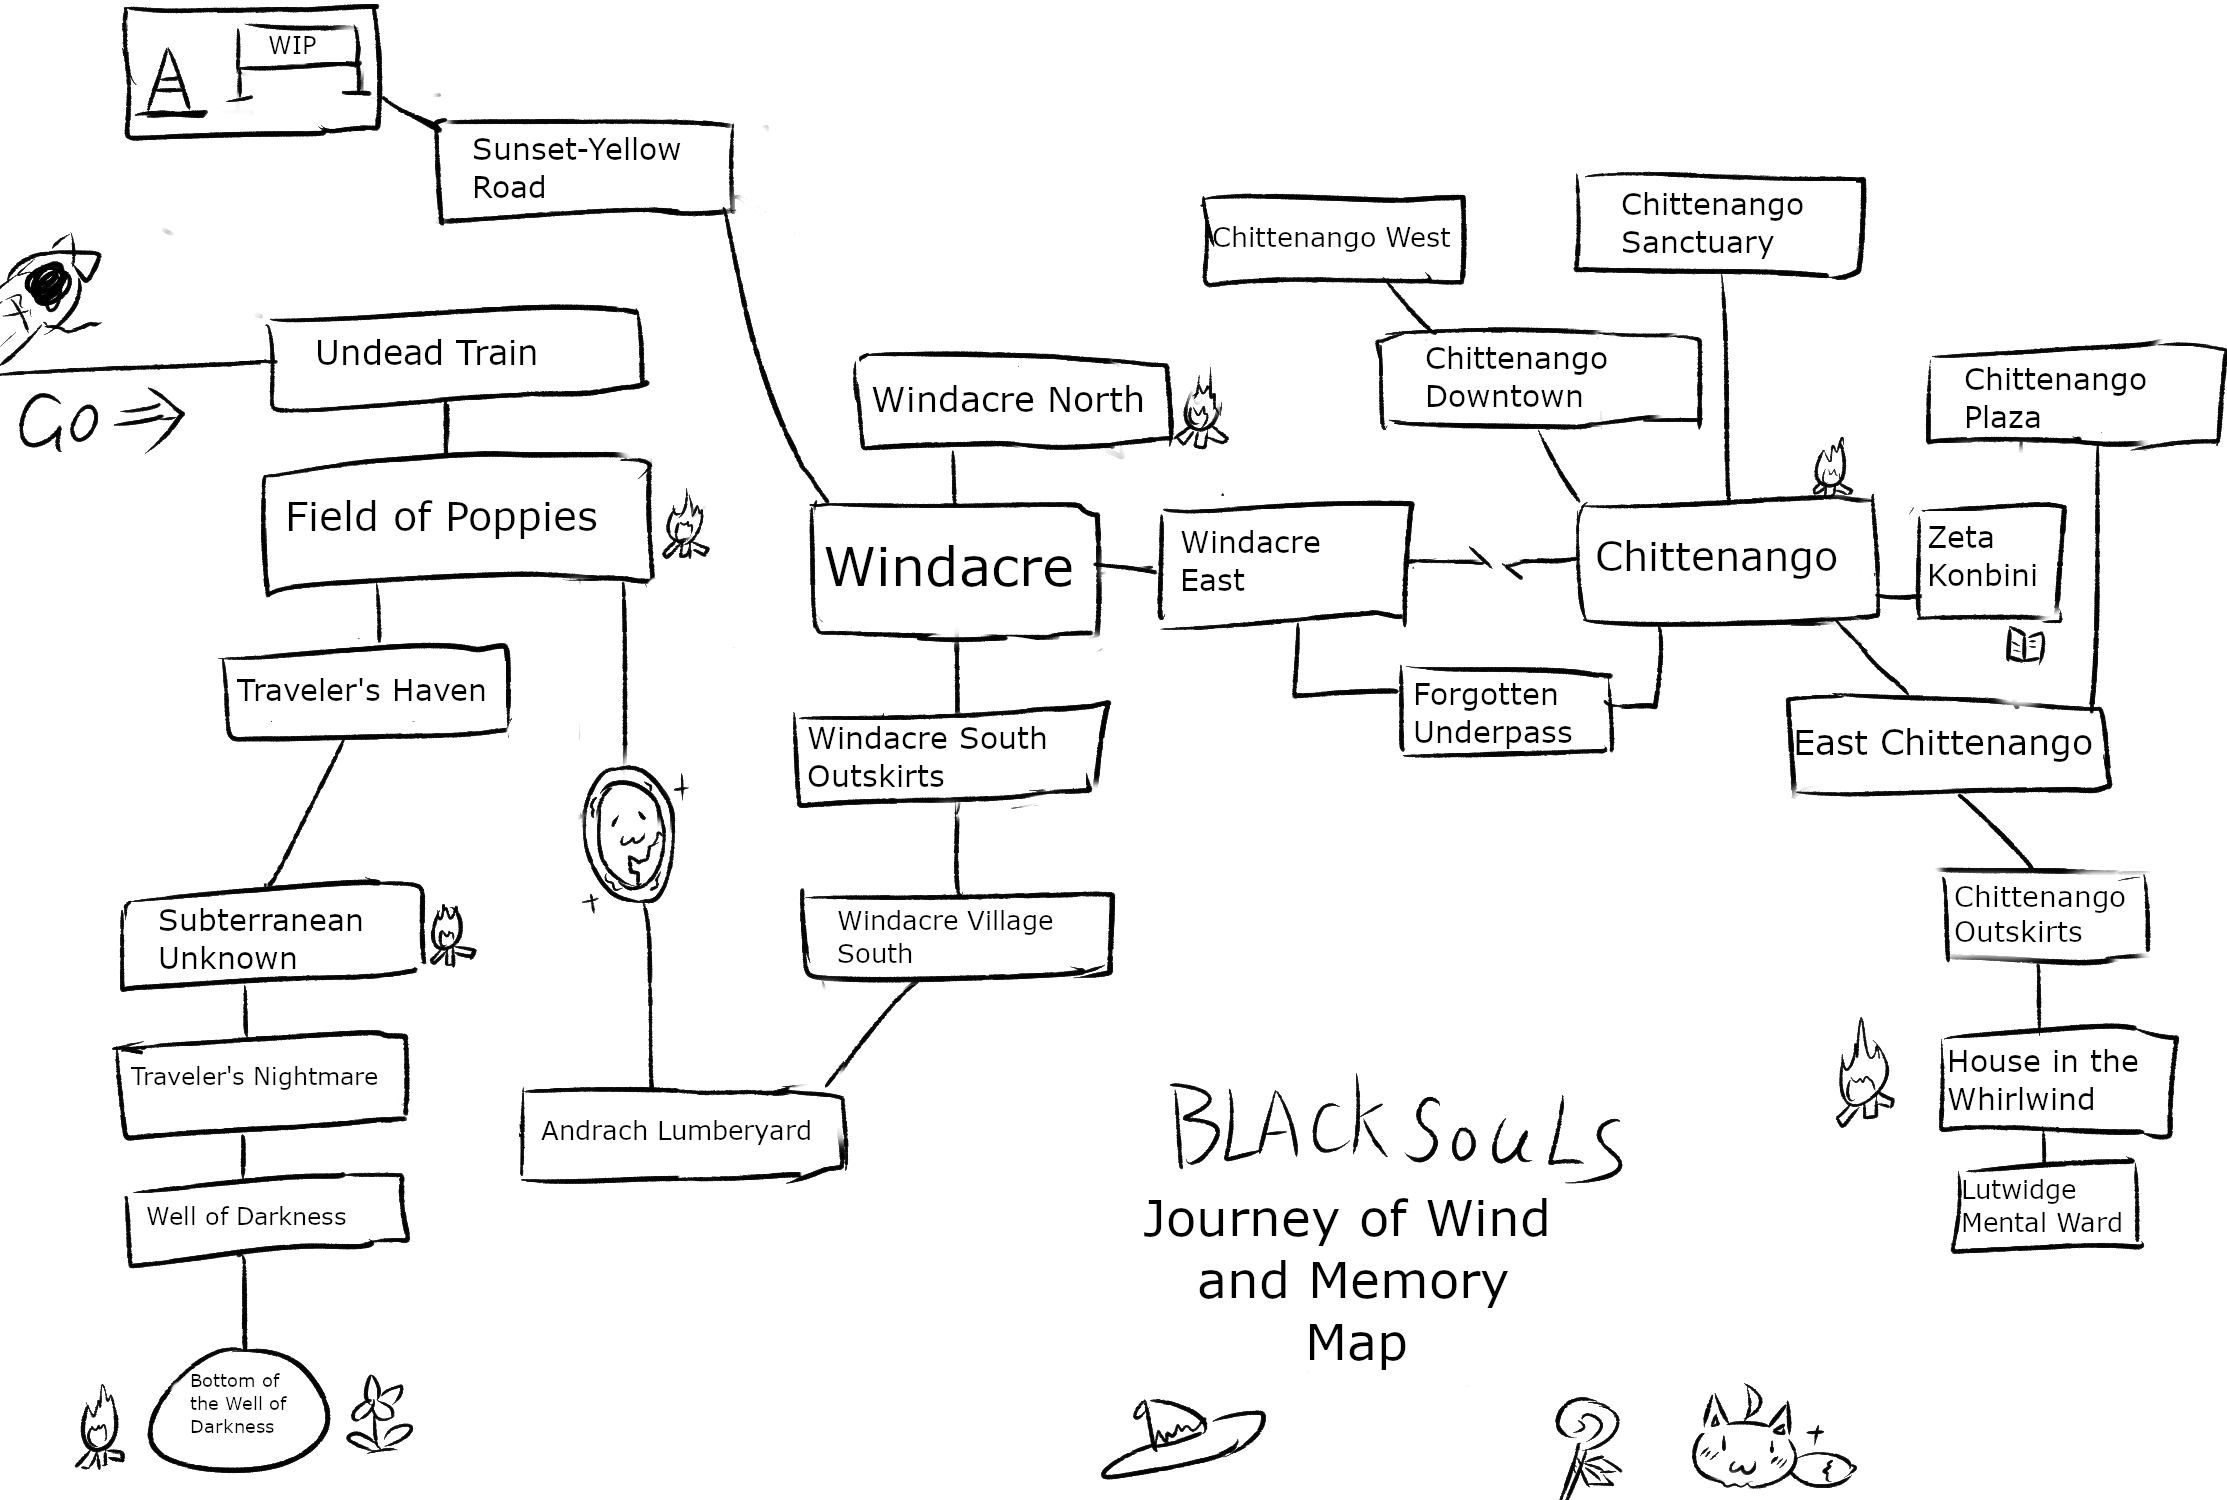 WIP
Sunset-Yellow
Road
Chittenango West
Chittenango
Sanctuary
Undead Train
Go ⇒
Windacre North
Chittenango
Downtown
Chittenango
Plaza
Field of Poppies
Windacre
Windacre
East
Chittenango
Zeta
Konbini
Traveler's Haven
Forgotten
Underpass
Windacre South
Outskirts
East Chittenango
Subterranean
Unknown
Windacre Village
South
Chittenango
Outskirts
Traveler's Nightmare
Andrach Lumberyard
House in the
Whirlwind
Well of Darkness
Lutwidge
Mental Ward
BLACKSOULS
Journey of Wind
and Memory
Map
Bottom of
the Well of
Darkness